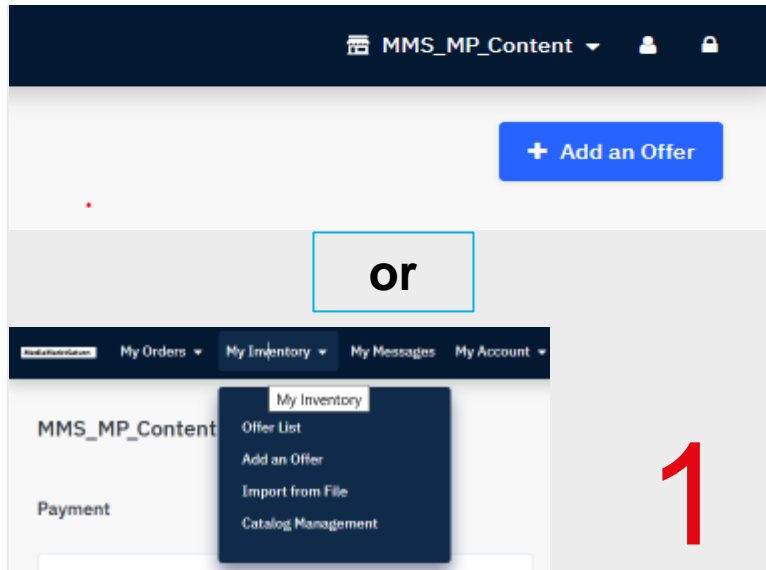 MMS_MP_Content
+ Add an Offer
or
MediaMarktSaturn My Orders My Inventory My Messages My Account
My Inventory
MMS_MP_Content
Offer List
Add an Offer
Import from File
Payment
Catalog Management
1